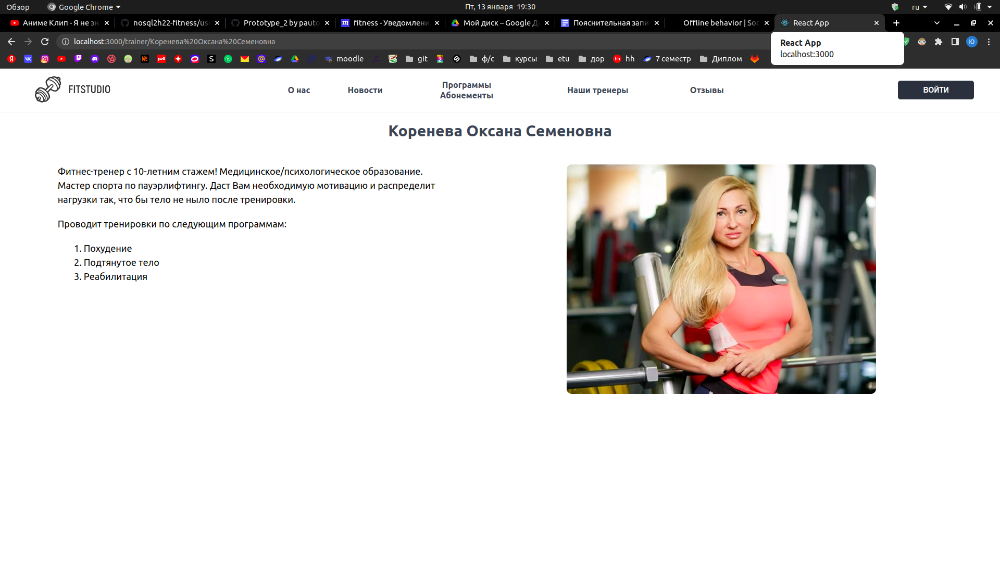 Обзор
Google Chrome
Пт, 13 января 19:30
ru
Аниме Клип - Я не зн
nosql2h22-fitness/use
Prototype_2 by pauto
fitness - Уведомлени
Мой диск – Google Д
Пояснительная запи
Offline behavior | Soc
React App
localhost:3000/trainer/Коренева%20Оксана%20Семеновна
React App
localhost:3000
moodle
git
ф/с
курсы
etu
дор
hh
7 семестр
Диплом
FITSTUDIO
О нас
Новости
Программы
Абонементы
Наши тренеры
Отзывы
ВОЙТИ
Коренева Оксана Семеновна
Фитнес-тренер с 10-летним стажем! Медицинское/психологическое образование.
Мастер спорта по пауэрлифтингу. Даст Вам необходимую мотивацию и распределит
нагрузки так, что бы тело не ныло после тренировки.
Проводит тренировки по следующим программам:
1. Похудение
2. Подтянутое тело
3. Реабилитация